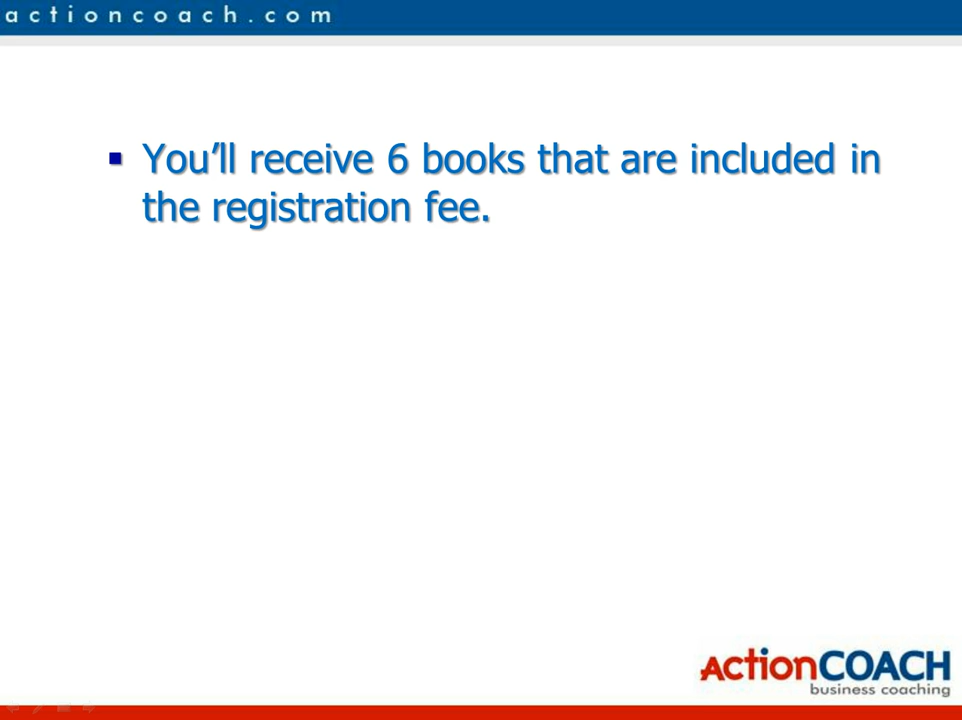 actioncoach.com
▪ You’ll receive 6 books that are included in
the registration fee.
ActionCOACH
business coaching